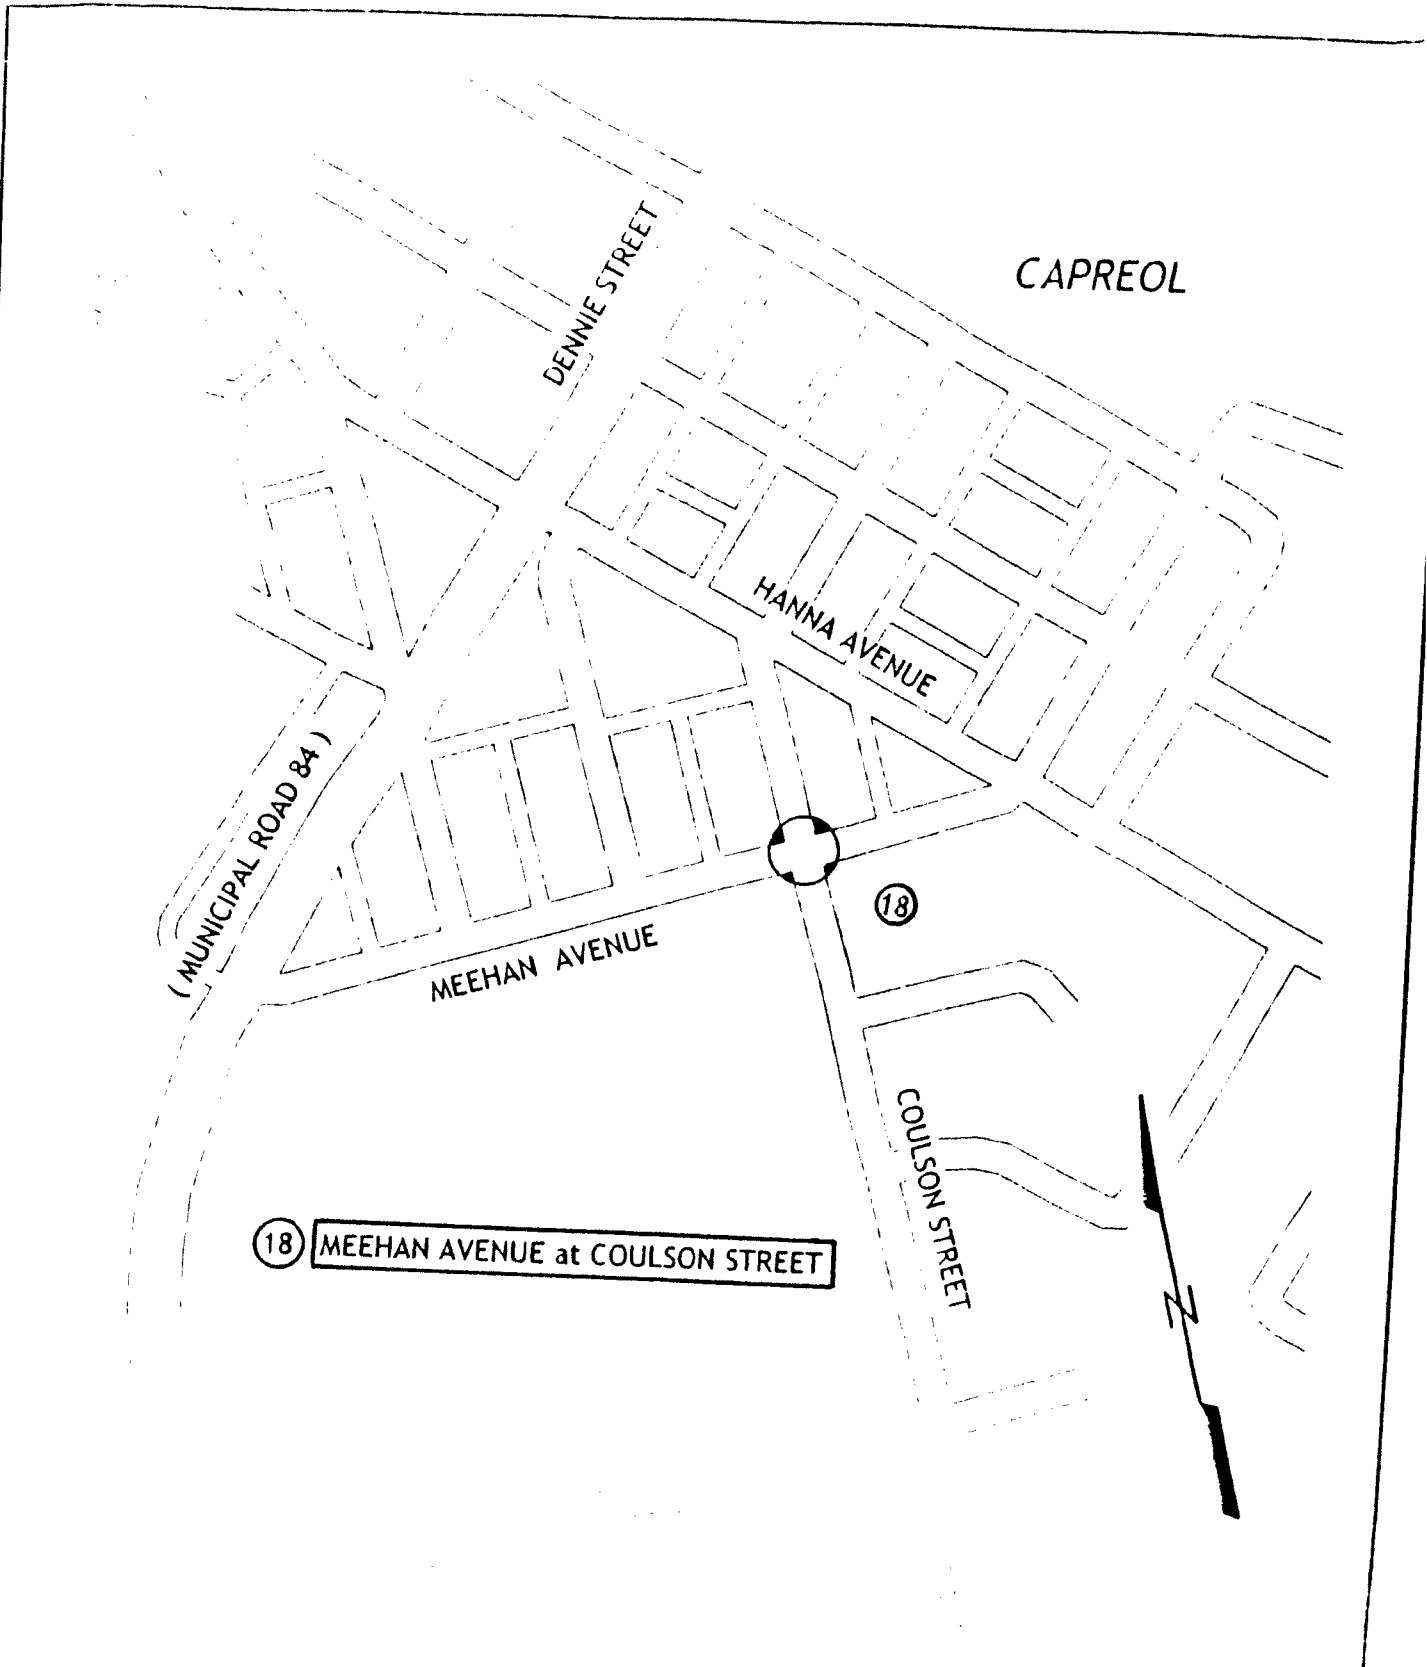 CAPREOL
DENNIE STREET
HANNA AVENUE
(MUNICIPAL ROAD 84)
18
MEEHAN AVENUE
COULSON STREET
18 MEEHAN AVENUE at COULSON STREET
N